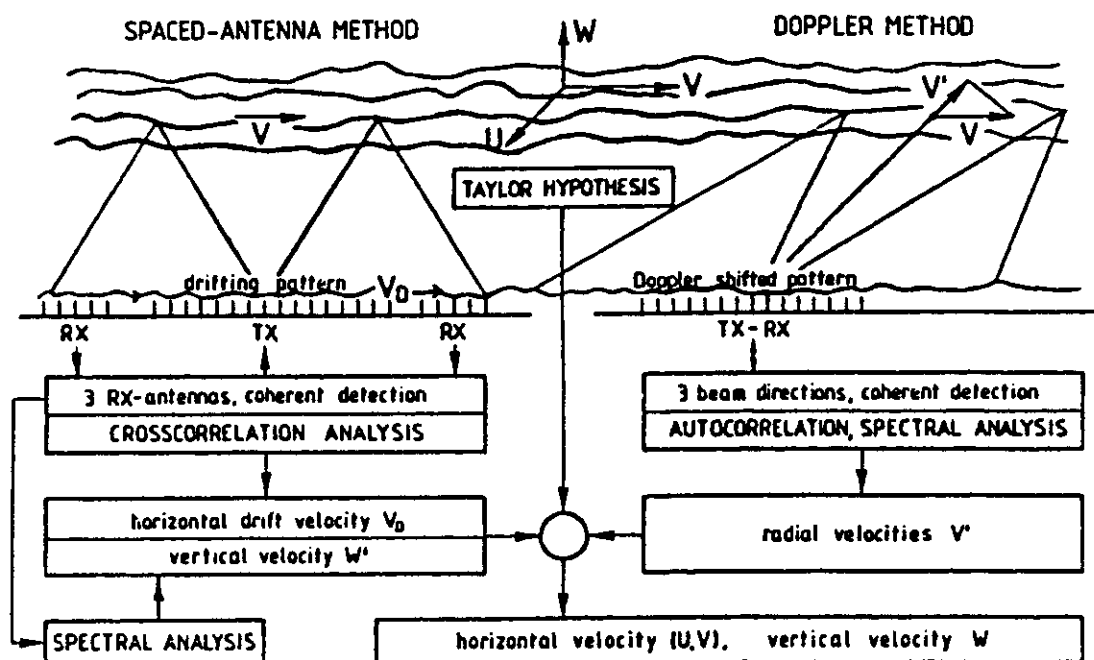 SPACED-ANTENNA METHOD
W
DOPPLER METHOD
V
V'
V
V
U
TAYLOR HYPOTHESIS
drifting pattern
V_D
Doppler shifted pattern
RX
TX
RX
TX-RX
3 RX-antennas, coherent detection
CROSSCORRELATION ANALYSIS
3 beam directions, coherent detection
AUTOCORRELATION, SPECTRAL ANALYSIS
horizontal drift velocity V_D
vertical velocity W'
radial velocities V'
SPECTRAL ANALYSIS
horizontal velocity (U,V), vertical velocity W